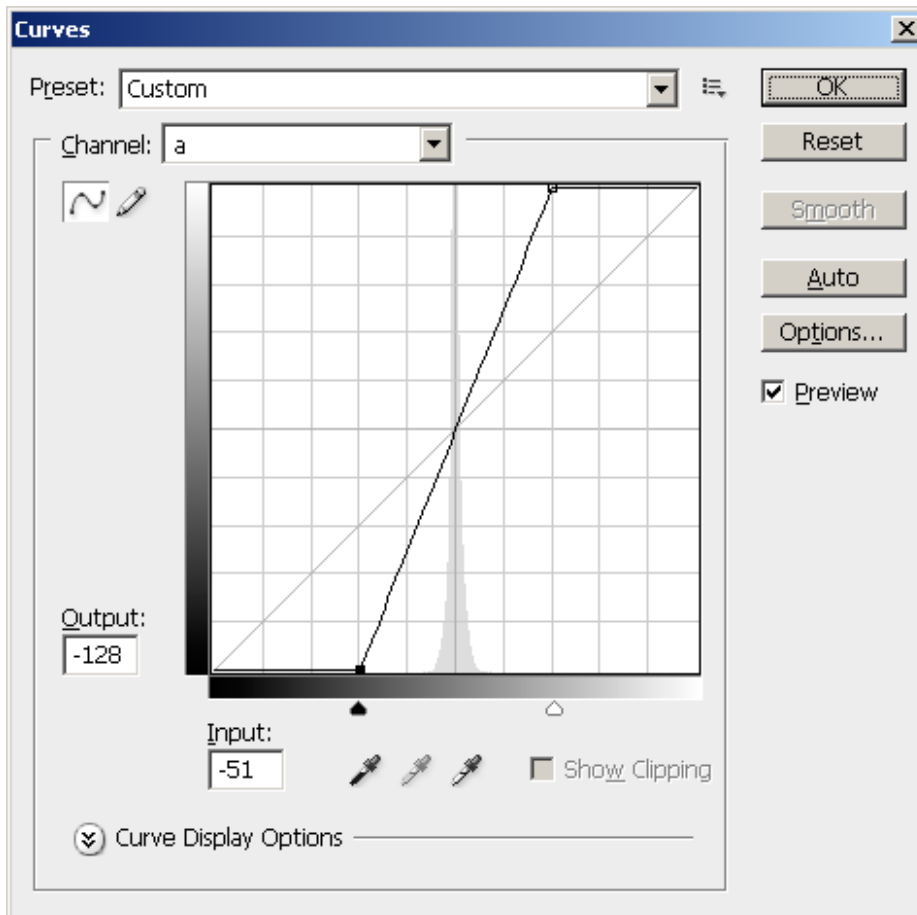 Curves
Preset: Custom
OK
Channel: a
Reset
Smooth
Auto
Options...
Preview
Output:
-128
Input:
-51
Show Clipping
Curve Display Options